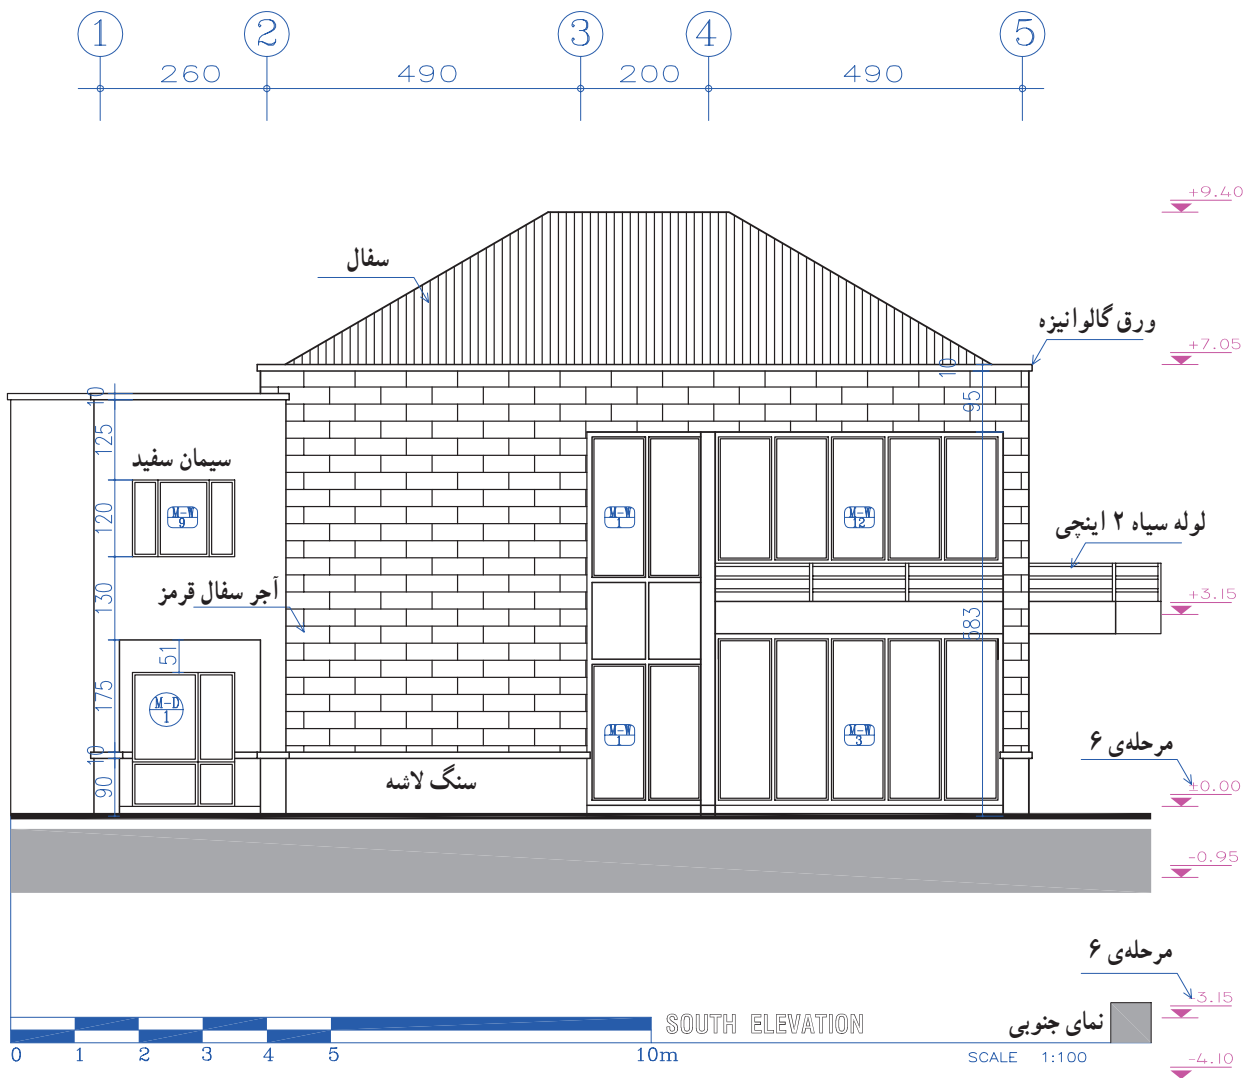 1 2 3 4 5
260 490 200 490
+9.40
سفال
ورق گالوانیزه
+7.05
10
10
95
125
سیمان سفید
M-W 9
M-W 1
M-W 12
120
لوله سیاه ۲ اینچی
آجر سفال قرمز
130
+3.15
583
51
M-D 1
175
M-W 1
M-W 3
مرحله‌ی ۶
10
سنگ لاشه
90
±0.00
-0.95
مرحله‌ی ۶
-3.15
SOUTH ELEVATION
نمای جنوبی
0 1 2 3 4 5 10m
SCALE 1:100
-4.10